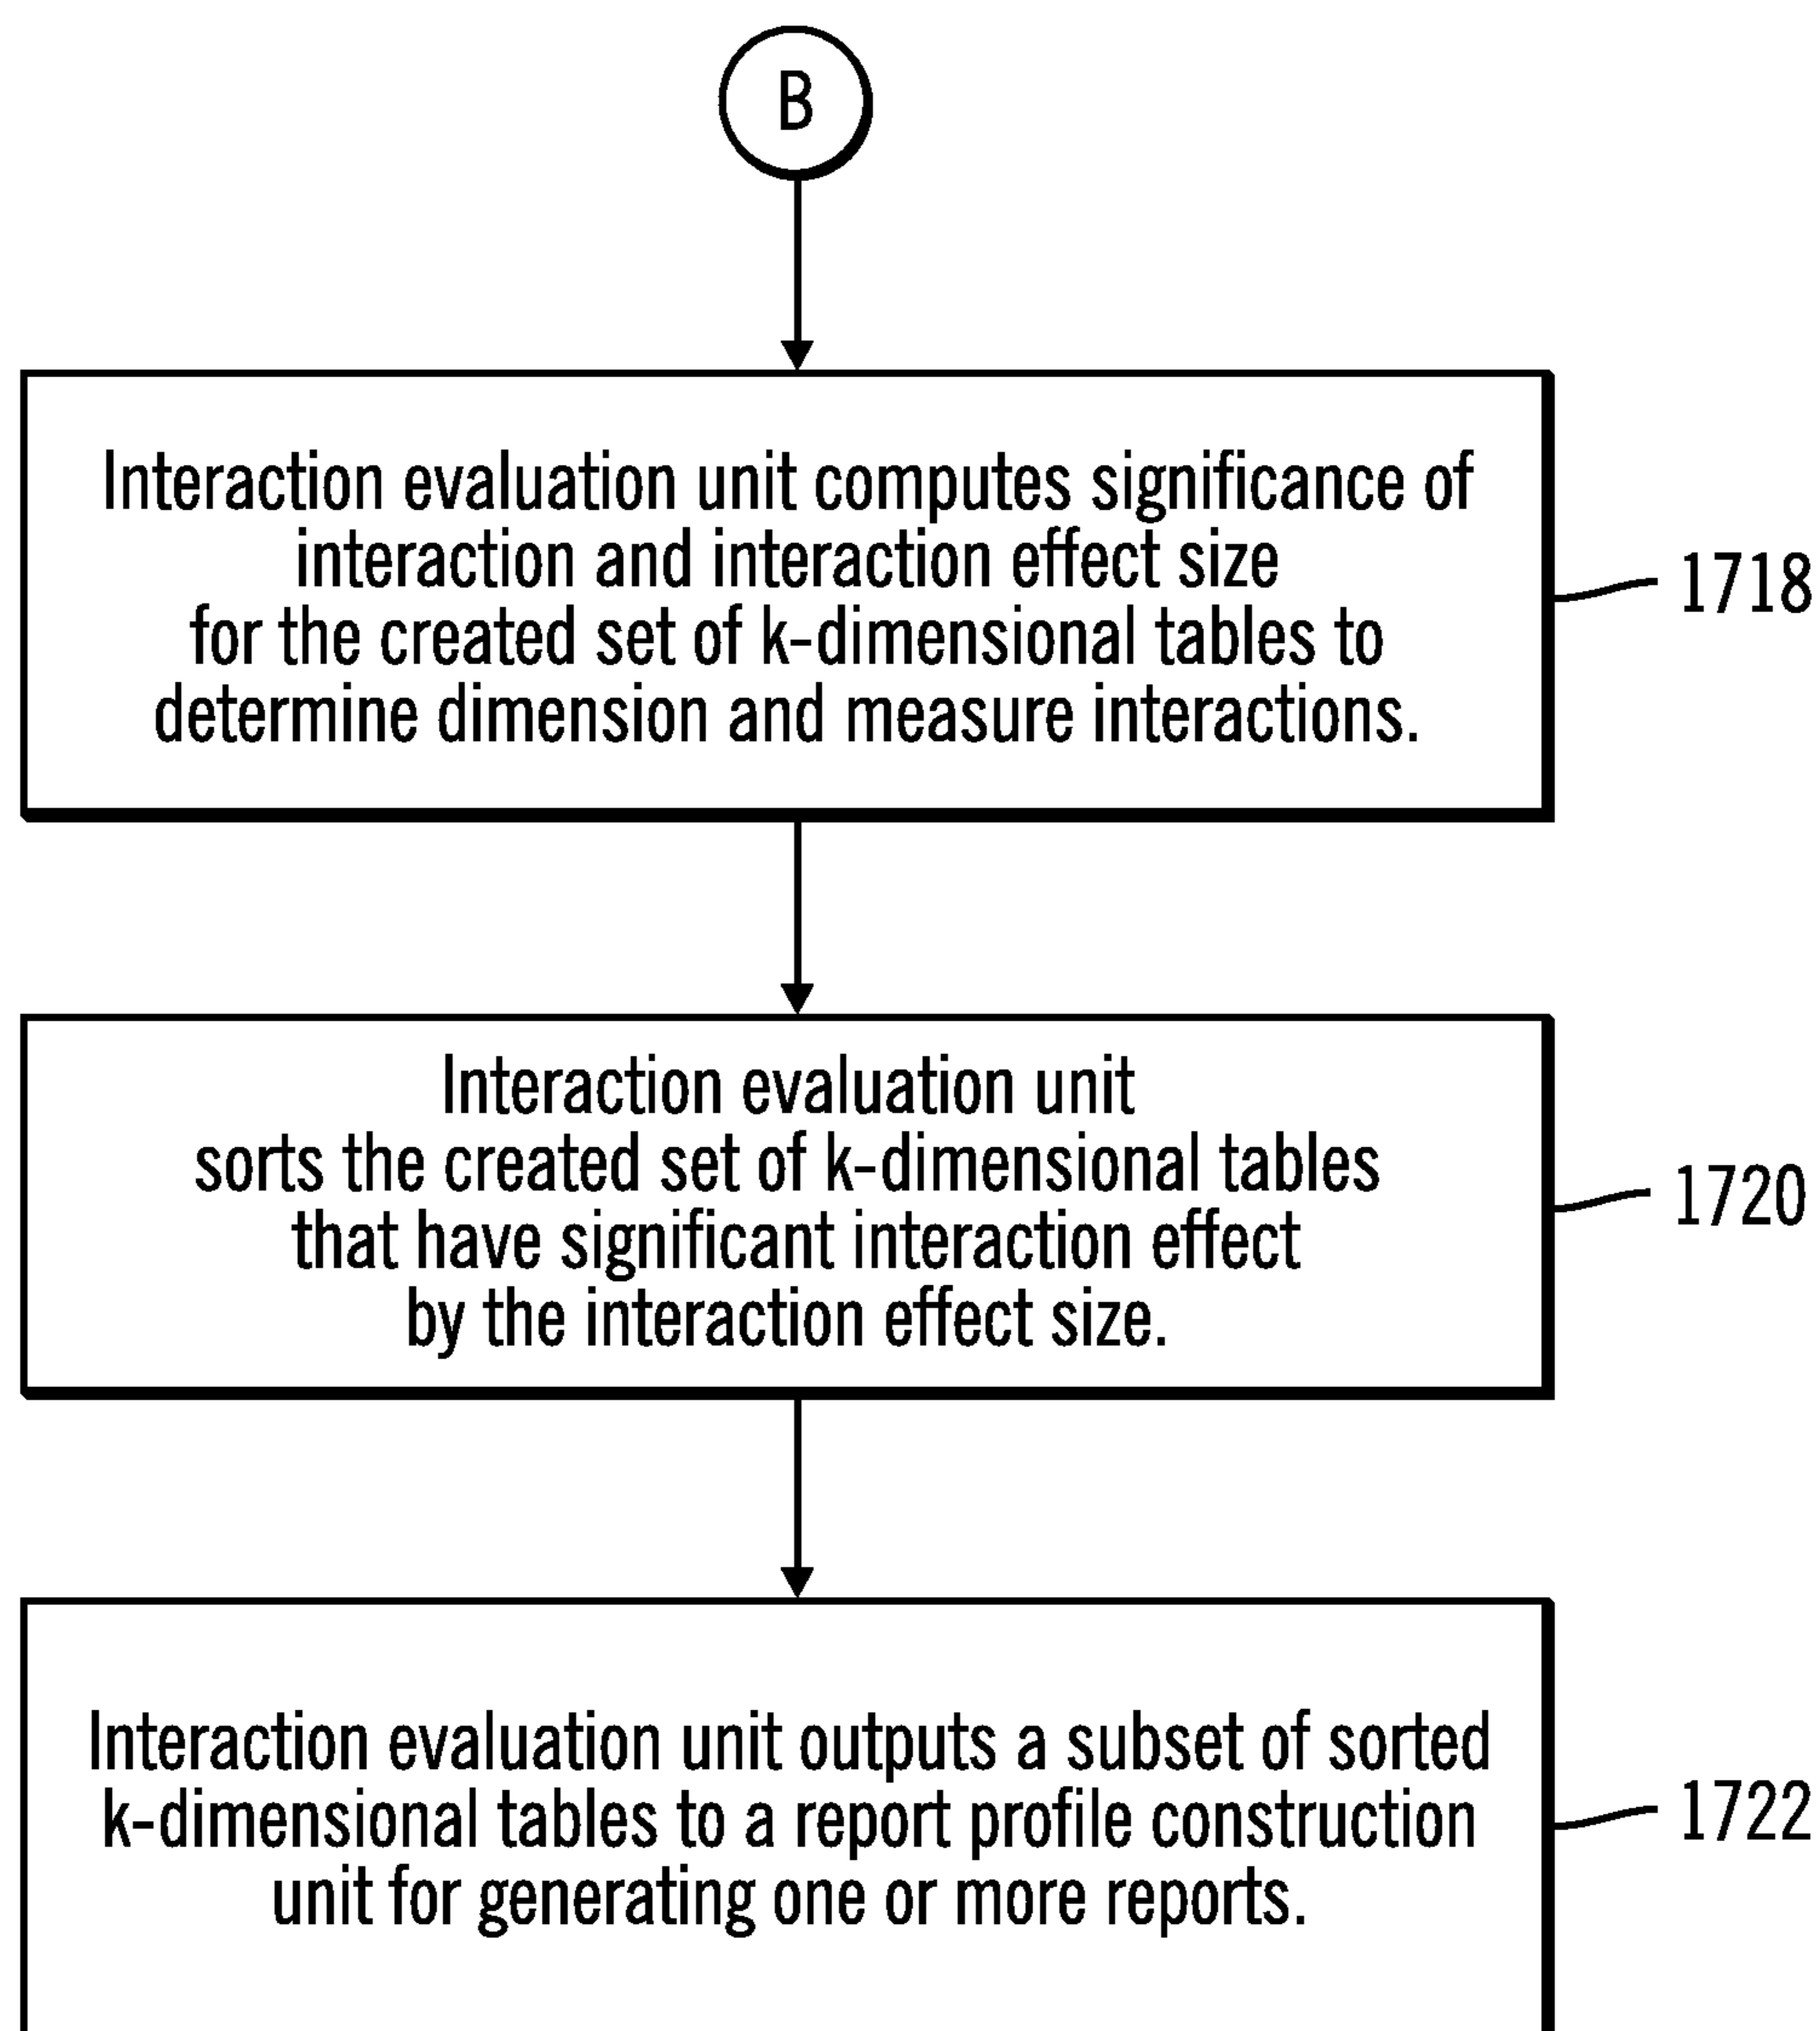 B
Interaction evaluation unit computes significance of
interaction and interaction effect size
for the created set of k-dimensional tables to
determine dimension and measure interactions.
1718
Interaction evaluation unit
sorts the created set of k-dimensional tables
that have significant interaction effect
by the interaction effect size.
1720
Interaction evaluation unit outputs a subset of sorted
k-dimensional tables to a report profile construction
unit for generating one or more reports.
1722